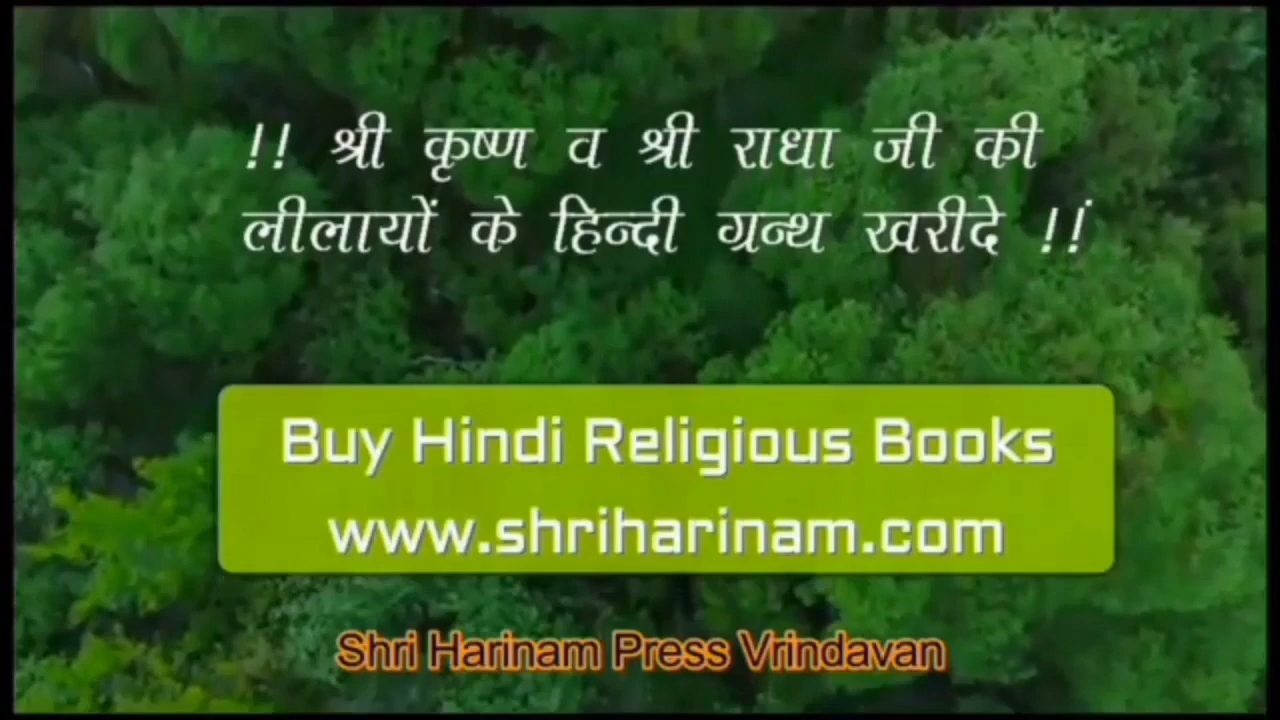 !! श्री कृष्ण व श्री राधा जी की
लीलायों के हिन्दी ग्रन्थ खरीदे !!ं
Buy Hindi Religious Books
www.shriharinam.com
Shri Harinam Press Vrindavan